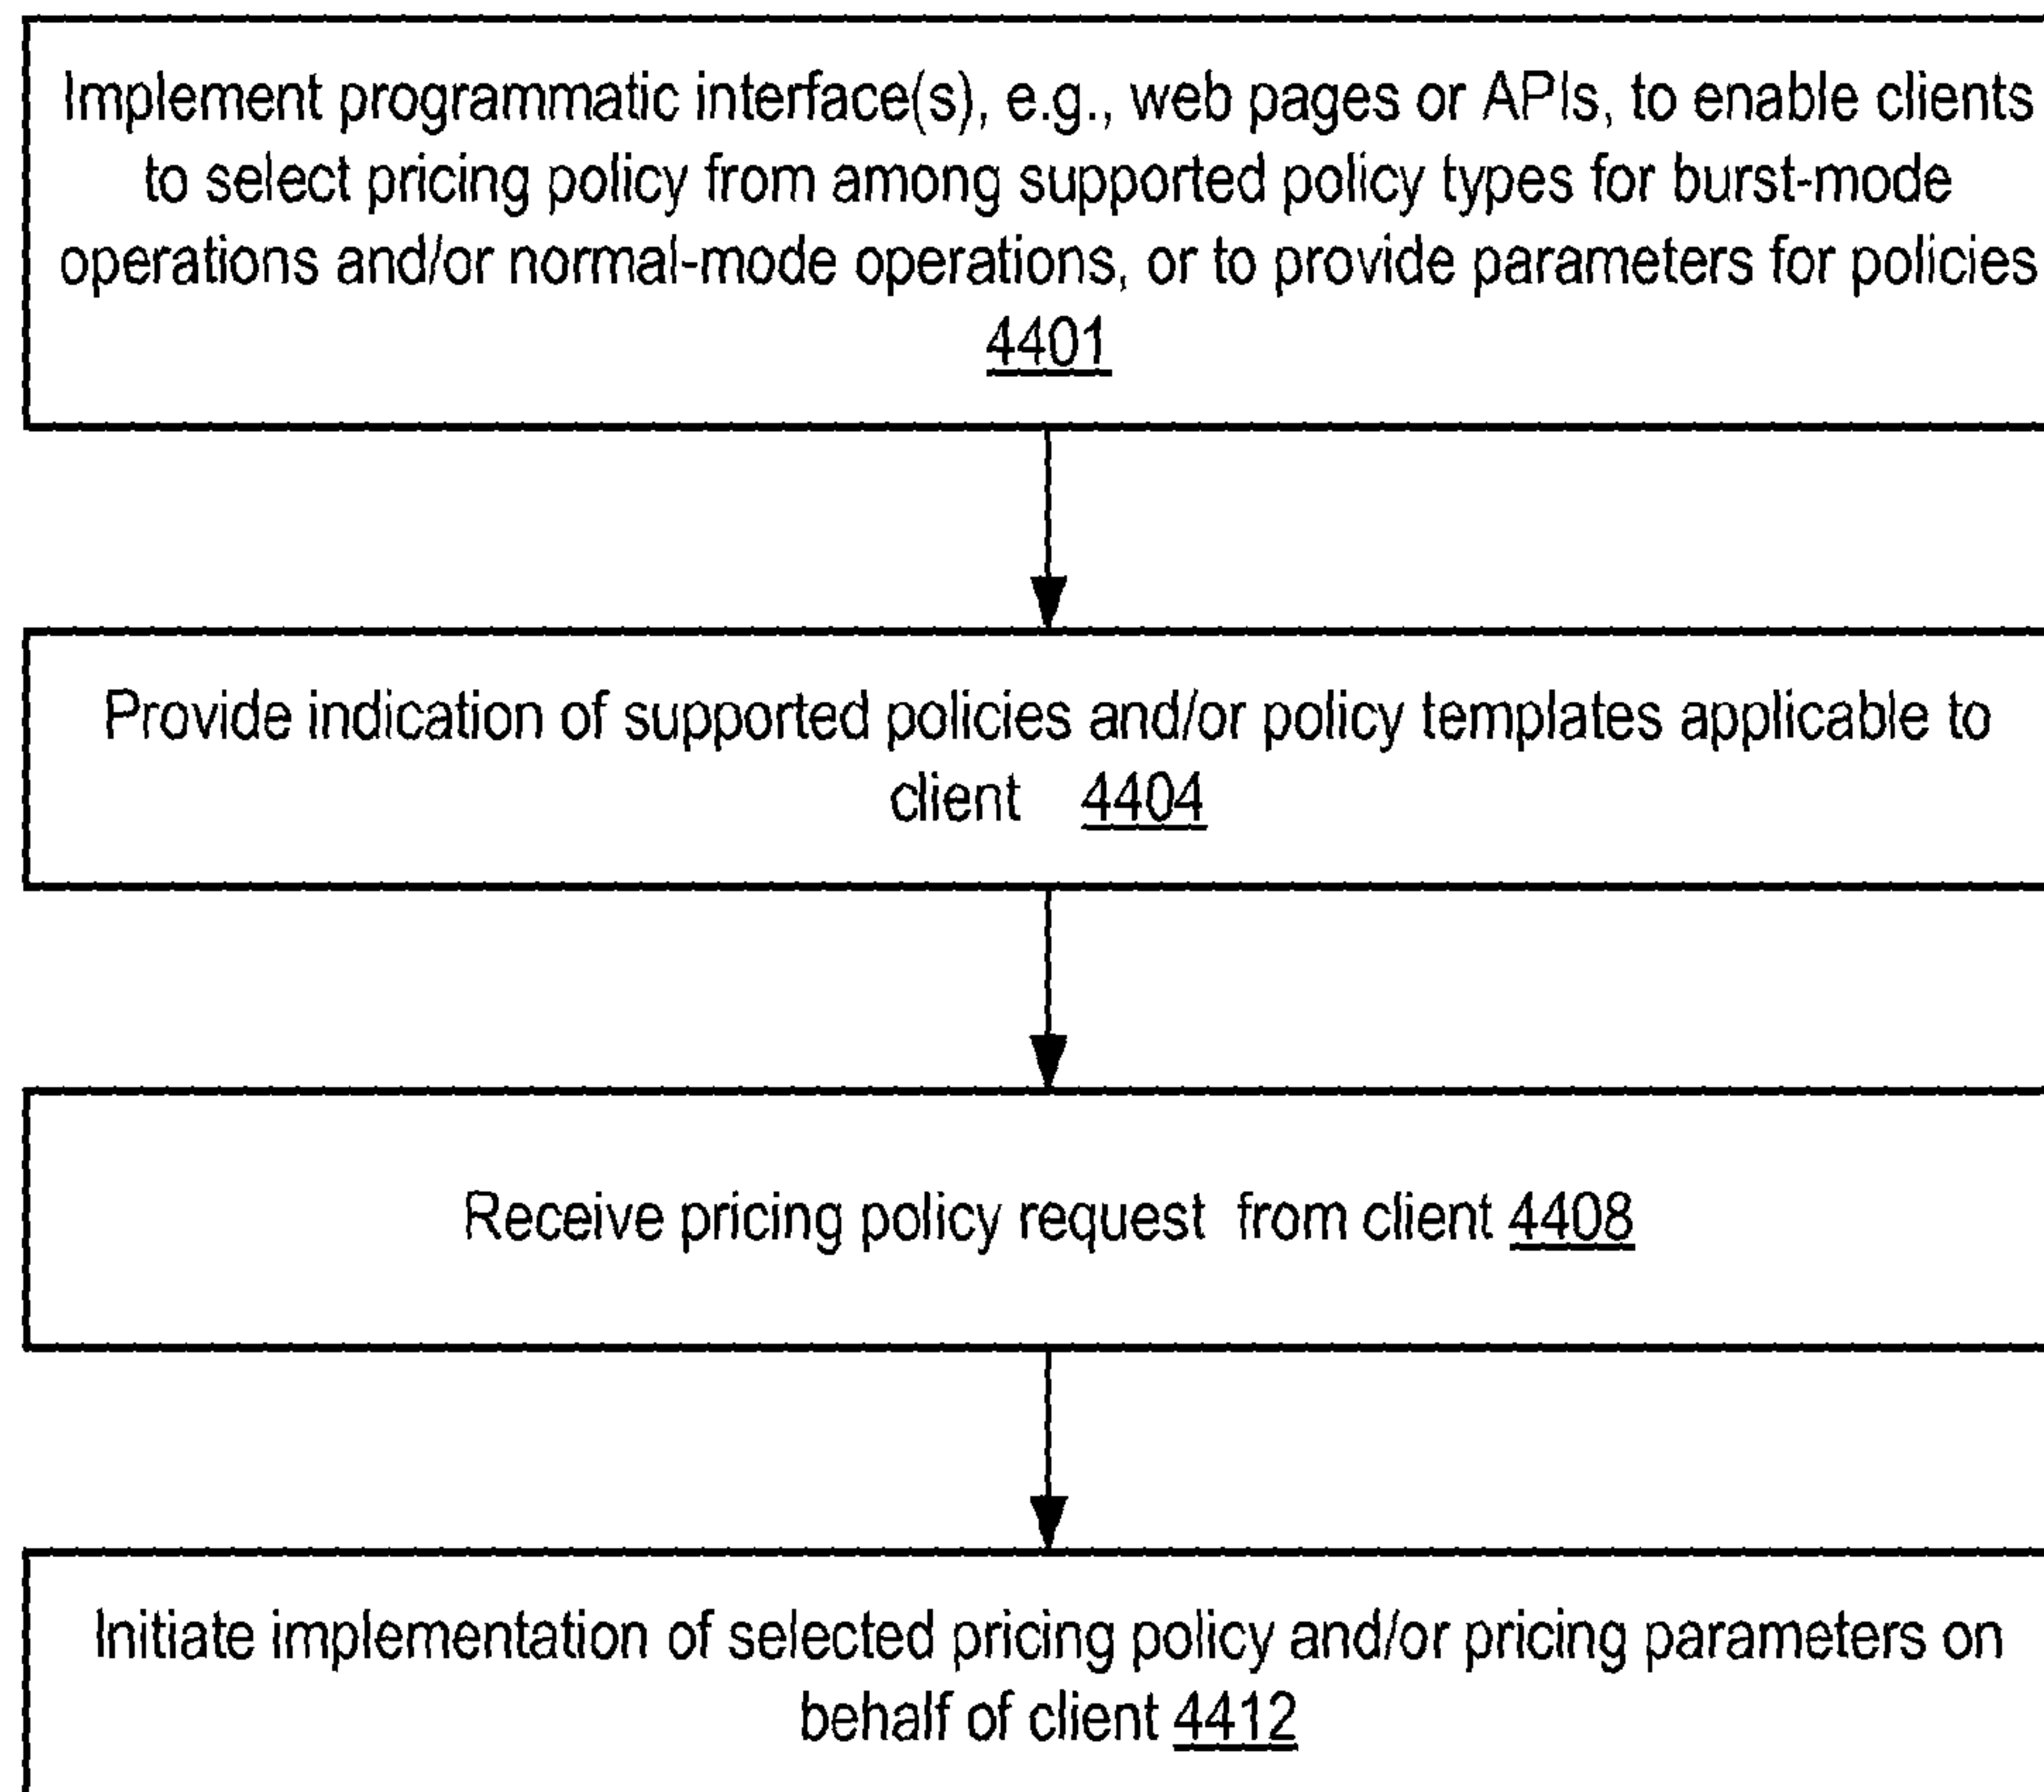 Implement programmatic interface(s), e.g., web pages or APIs, to enable clients
to select pricing policy from among supported policy types for burst-mode
operations and/or normal-mode operations, or to provide parameters for policies
4401
Provide indication of supported policies and/or policy templates applicable to
client 4404
Receive pricing policy request from client 4408
Initiate implementation of selected pricing policy and/or pricing parameters on
behalf of client 4412